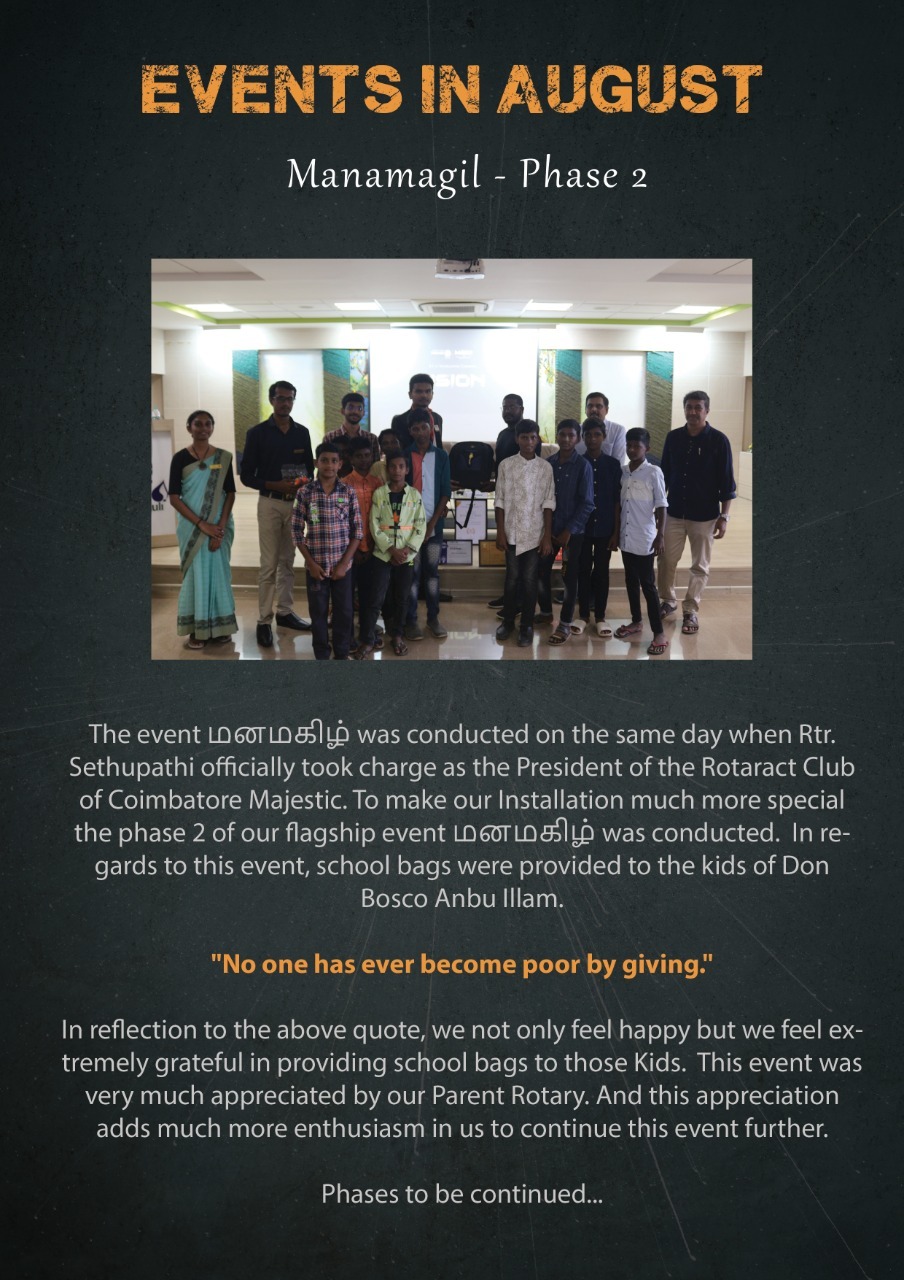 EVENTS IN AUGUST
Manamagil - Phase 2
SION
uli
The event மனமகிழ் was conducted on the same day when Rtr.
Sethupathi officially took charge as the President of the Rotaract Club
of Coimbatore Majestic. To make our Installation much more special
the phase 2 of our flagship event மனமகிழ் was conducted.  In re-
gards to this event, school bags were provided to the kids of Don
Bosco Anbu Illam.
"No one has ever become poor by giving."
In reflection to the above quote, we not only feel happy but we feel ex-
tremely grateful in providing school bags to those Kids.  This event was
very much appreciated by our Parent Rotary. And this appreciation
adds much more enthusiasm in us to continue this event further.
Phases to be continued...